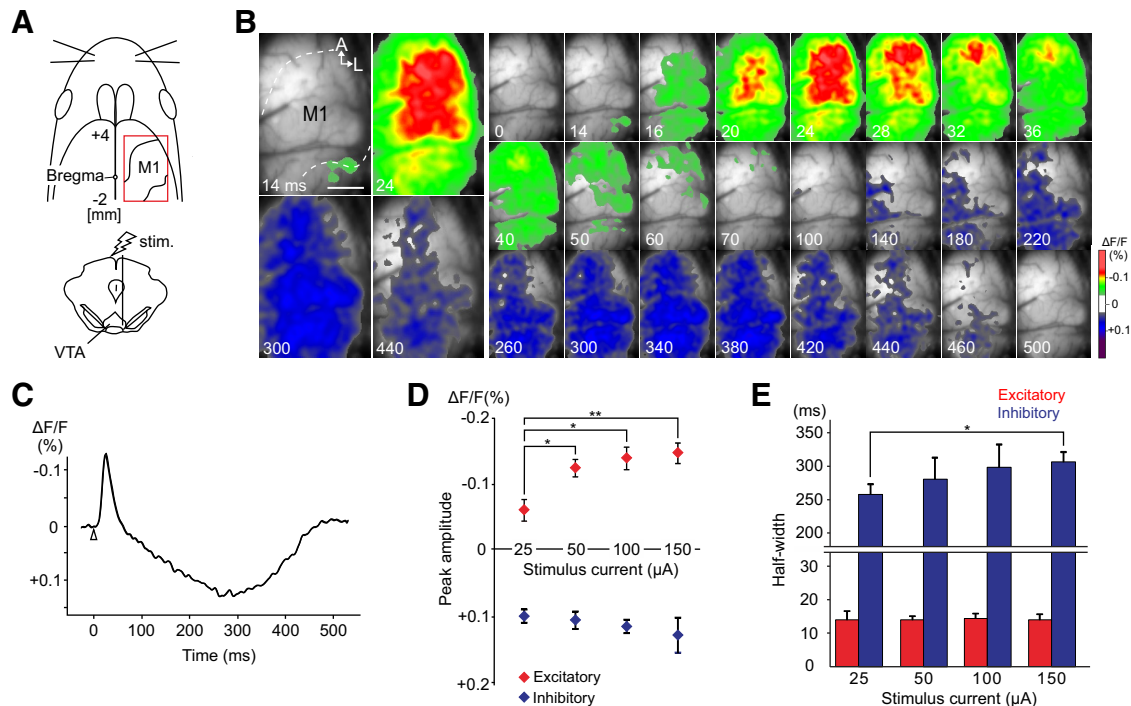 A
+4
M1
Bregma
-2
[mm]
stim.
VTA
B
A
L
M1
14 ms
24
300
440
0
14
16
20
24
28
32
36
40
50
60
70
100
140
180
220
260
300
340
380
420
440
460
500
ΔF/F
(%)
-0.1
0
+0.1
C
ΔF/F
(%)
-0.1
0
+0.1
0 100 200 300 400 500
Time (ms)
D
ΔF/F(%)
-0.2
**
*
*
-0.1
0
25 50 100 150
Stimulus current (µA)
Peak amplitude
+0.1
+0.2
Excitatory
Inhibitory
E
Excitatory
Inhibitory
(ms)
*
350
300
250
200
Half-width
30
20
10
0
25 50 100 150
Stimulus current (µA)